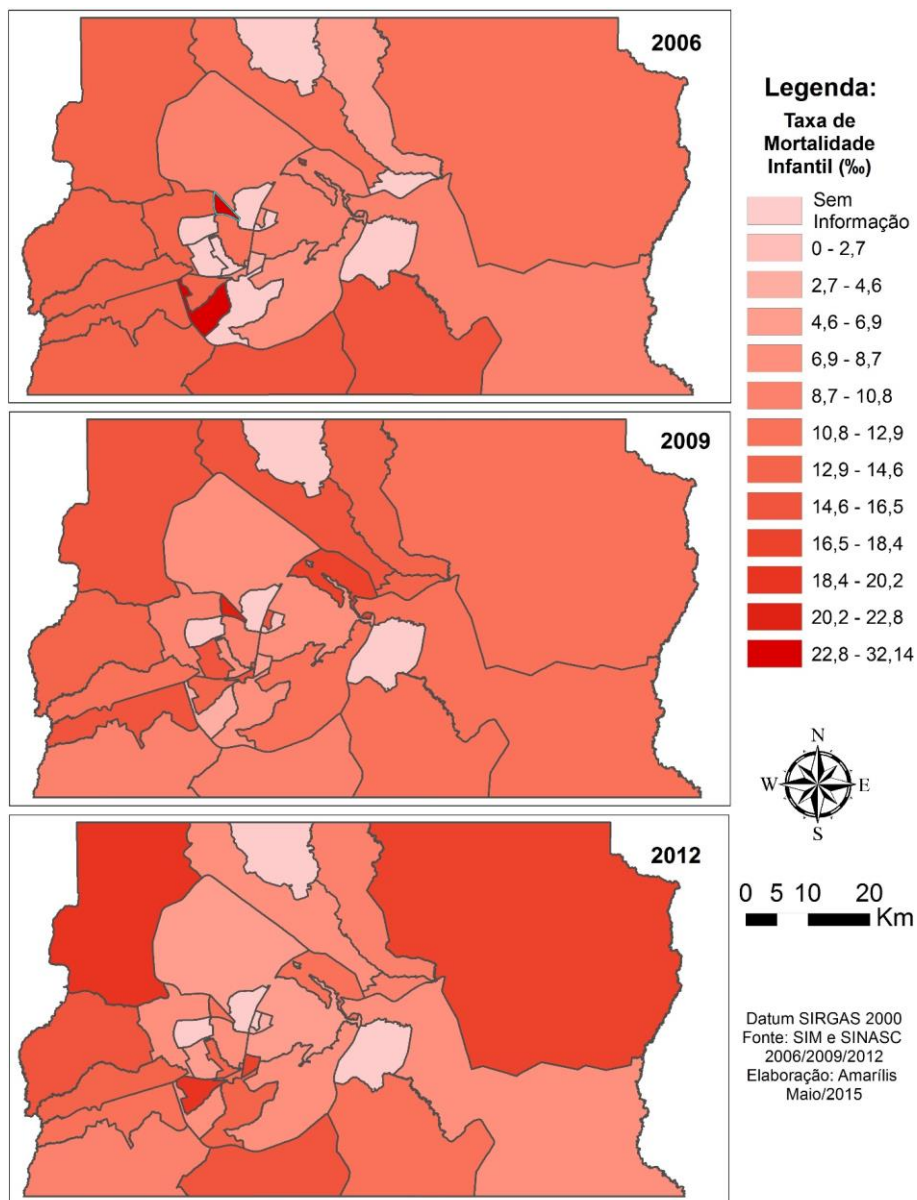 2006
2009
2012
Legenda:
Taxa de
Mortalidade
Infantil (‰)
Sem
Informação
0 - 2,7
2,7 - 4,6
4,6 - 6,9
6,9 - 8,7
8,7 - 10,8
10,8 - 12,9
12,9 - 14,6
14,6 - 16,5
16,5 - 18,4
18,4 - 20,2
20,2 - 22,8
22,8 - 32,14
N
W E
S
0 5 10 20
Km
Datum SIRGAS 2000
Fonte: SIM e SINASC
2006/2009/2012
Elaboração: Amarílis
Maio/2015